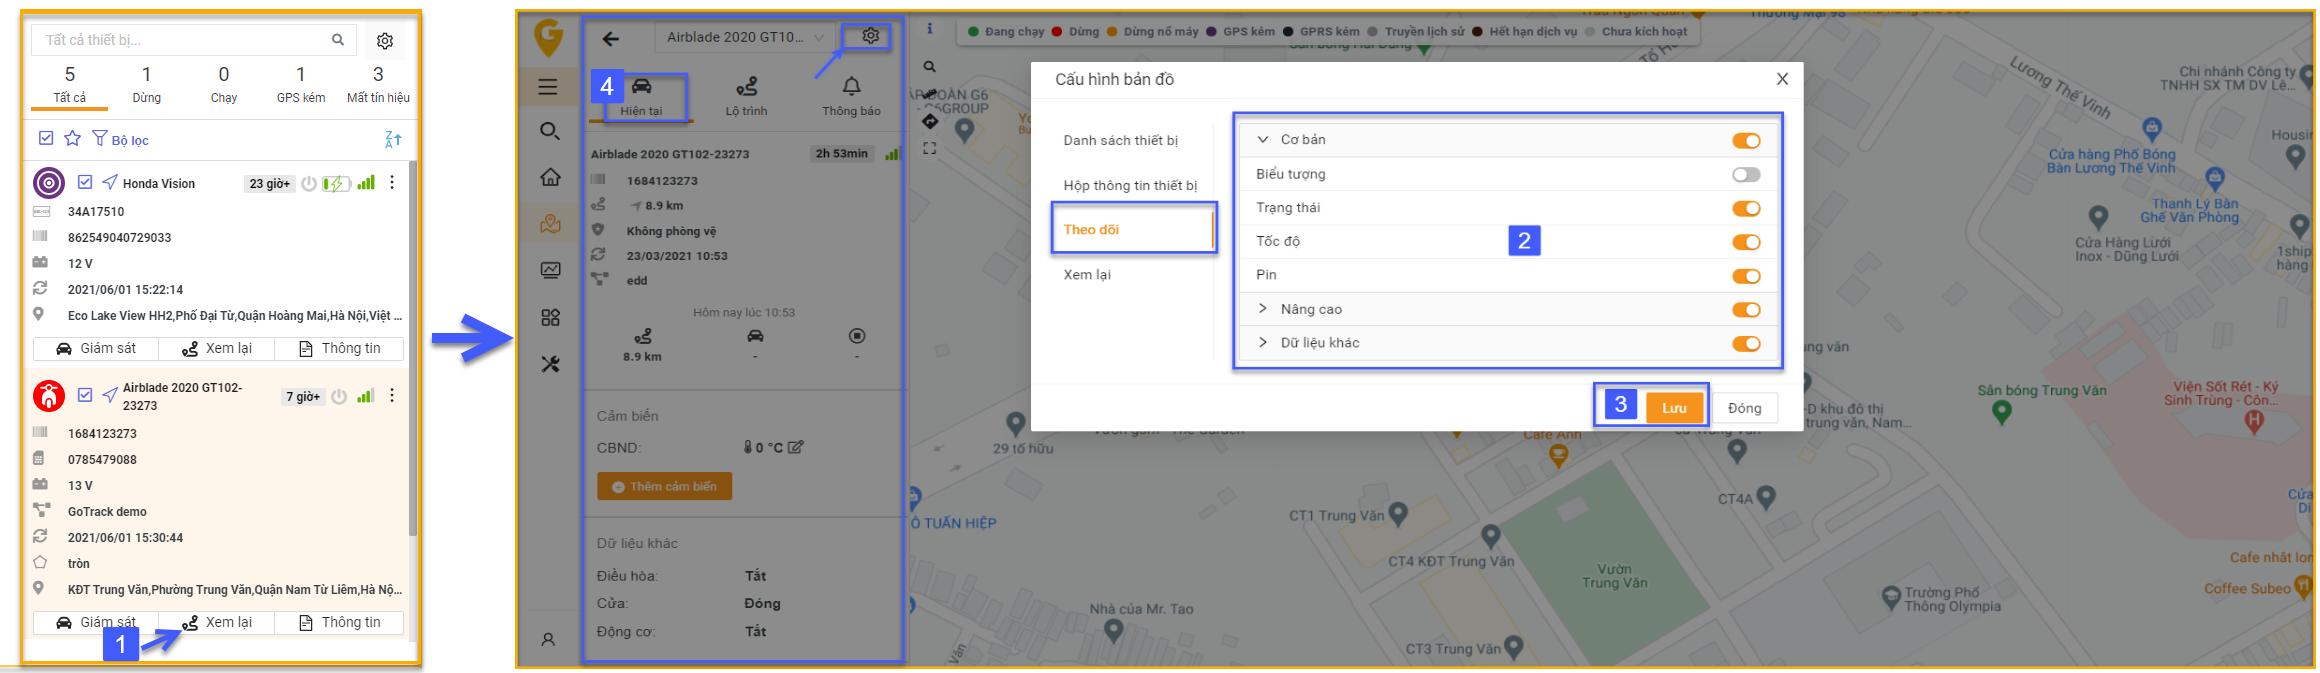 Tất cả thiết bị...
5 1 0 1 3
Tất cả Dừng Chạy GPS kém Mất tín hiệu
Bộ lọc
Honda Vision 23 giờ+
34A17510
862549040729033
12 V
2021/06/01 15:22:14
Eco Lake View HH2,Phố Đại Từ,Quận Hoàng Mai,Hà Nội,Việt ...
Giám sát Xem lại Thông tin
Airblade 2020 GT102-
23273
7 giờ+
1684123273
0785479088
13 V
GoTrack demo
2021/06/01 15:30:44
tròn
KĐT Trung Văn,Phường Trung Văn,Quận Nam Từ Liêm,Hà Nộ...
Giám sát Xem lại Thông tin
1
Airblade 2020 GT10...
4
Hiện tại Lộ trình Thông báo
Airblade 2020 GT102-23273 2h 53min
1684123273
8.9 km
Không phòng vệ
23/03/2021 10:53
edd
Hôm nay lúc 10:53
8.9 km - -
Cảm biến
CBND: 0 °C
Thêm cảm biến
Dữ liệu khác
Điều hòa: Tắt
Cửa: Đóng
Động cơ: Tắt
Đang chạy Dừng Dừng nổ máy GPS kém GPRS kém Truyền lịch sử Hết hạn dịch vụ Chưa kích hoạt
Cấu hình bản đồ
Danh sách thiết bị
Hộp thông tin thiết bị
Theo dõi
Xem lại
Cơ bản
Biểu tượng
Trạng thái
Tốc độ
2
Pin
Nâng cao
Dữ liệu khác
3
Lưu
Đóng
Lương Thế Vinh
Chi nhánh Công ty
TNHH SX TM DV Lê...
Housin
Cửa hàng Phố Bóng
Bàn Lương Thế Vinh
Thanh Lý Bàn
Ghế Văn Phòng
Cửa Hàng Lưới
Inox - Dũng Lưới
1ship
hàng
Sân bóng Trung Văn
Viện Sốt Rét - Ký
Sinh Trùng - Côn...
29 tố hữu
Cafe Anh
Ô TUẤN HIỆP
CT1 Trung Văn
CT4A
CT4 KĐT Trung Văn
Vườn
Trung Văn
Nhà của Mr. Tao
CT3 Trung Văn
Trường Phổ
Thông Olympia
Cafe nhât lon
Coffee Subeo